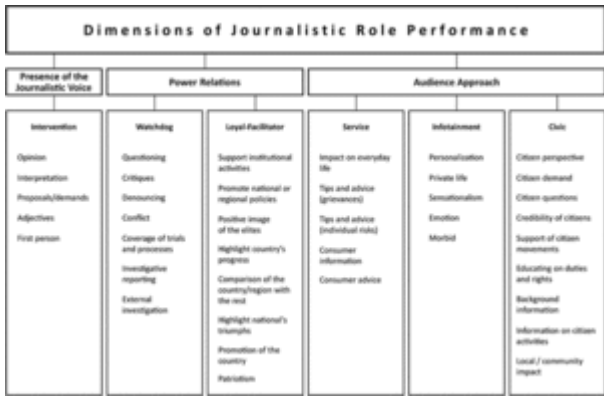 Dimensions of Journalistic Role Performance
Presence of the
Journalistic Voice
Power Relations
Audience Approach
Intervention
Opinion
Interpretation
Proposals/demands
Adjectives
First person
Watchdog
Questioning
Critiques
Denouncing
Conflict
Coverage of trials
and processes
Investigative
reporting
External
investigation
Loyal-Facilitator
Support institutional
activities
Promote national or
regional policies
Positive image
of the elites
Highlight country's
progress
Comparison of the
country/region with
the rest
Highlight national's
triumphs
Promotion of the
country
Patriotism
Service
Impact on everyday
life
Tips and advice
(grievances)
Tips and advice
(individual risks)
Consumer
information
Consumer advice
Infotainment
Personalization
Private life
Sensationalism
Emotion
Morbid
Civic
Citizen perspective
Citizen demand
Citizen questions
Credibility of citizens
Support of citizen
movements
Educating on duties
and rights
Background
information
Information on citizen
activities
Local / community
impact